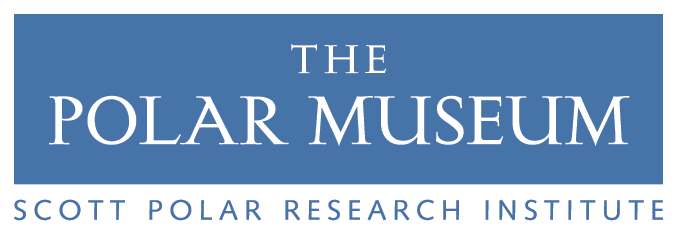 THE
POLAR MUSEUM
SCOTT POLAR RESEARCH INSTITUTE